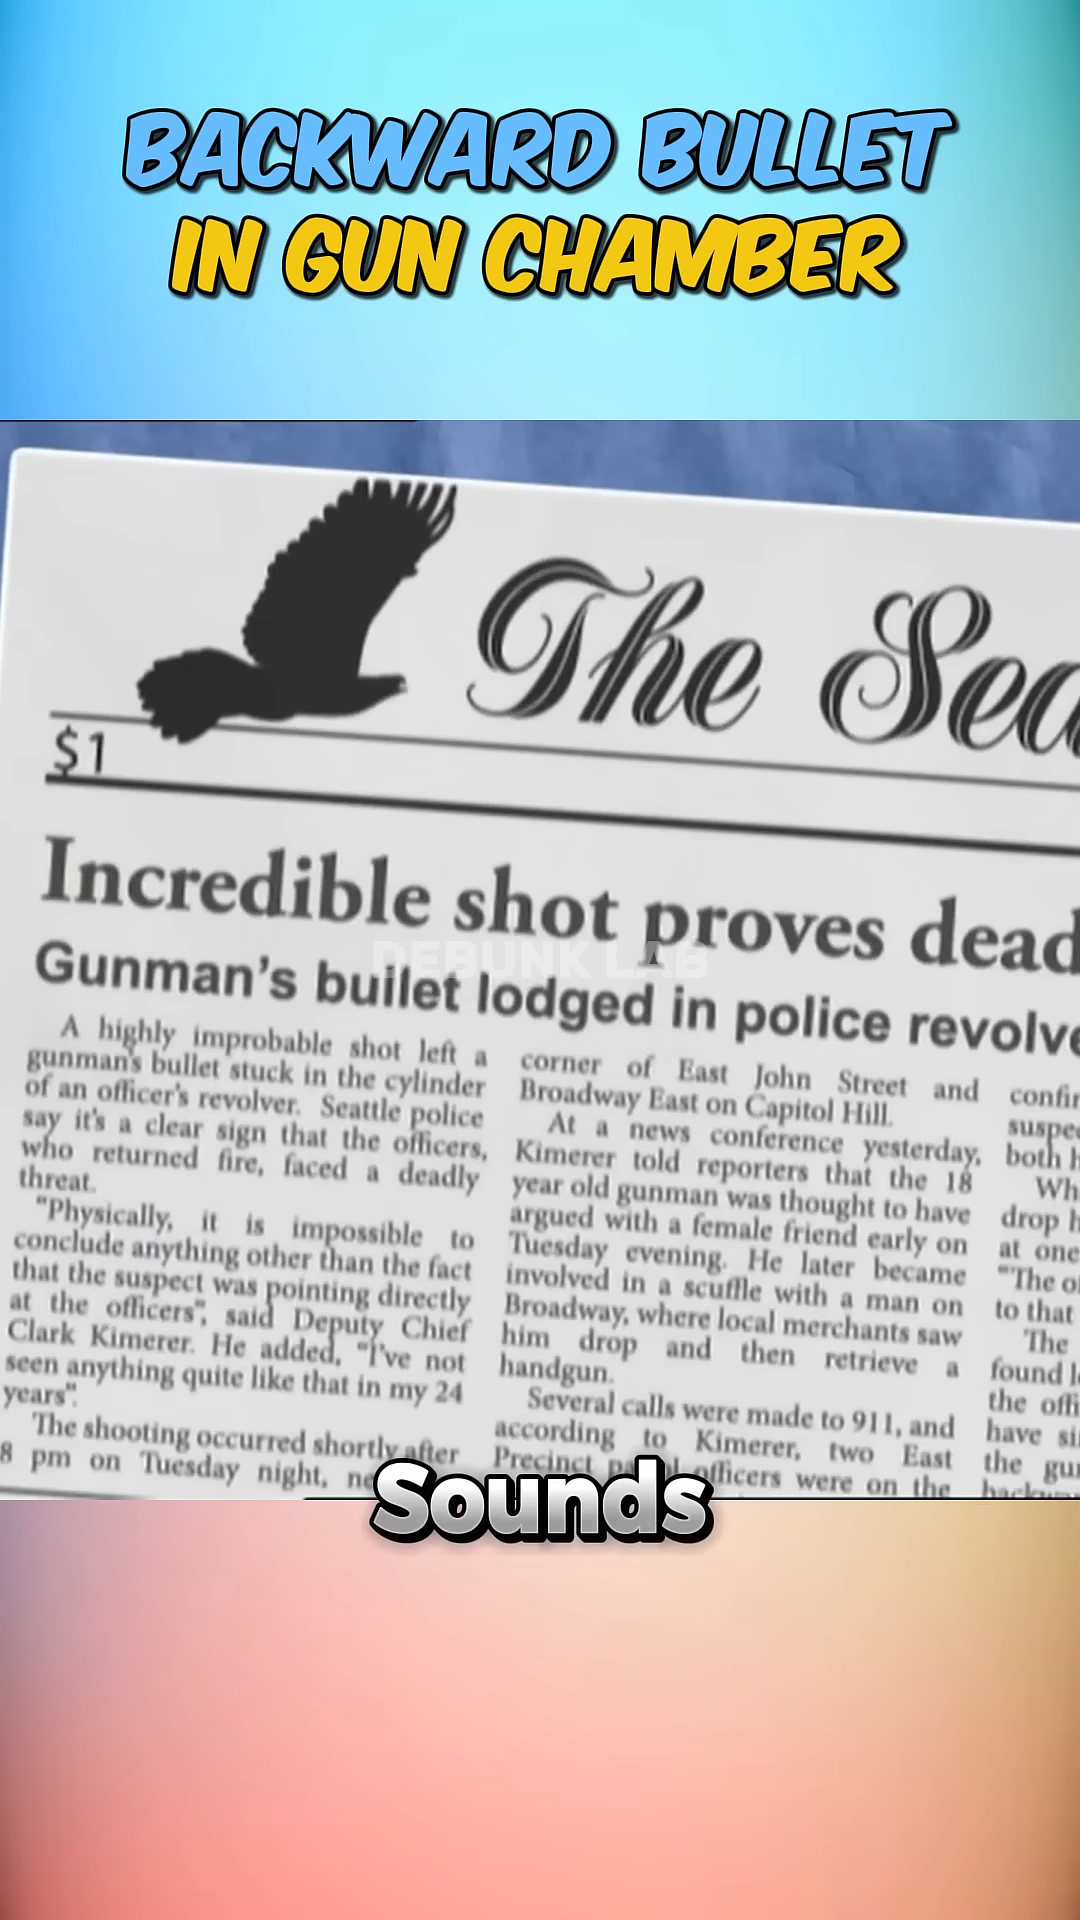 BACKWARD BULLET
IN GUN CHAMBER
The Sea
$1
Incredible shot proves dead
Gunman's bullet lodged in police revolve
DEBUNK LAB
A highly improbable shot left a
gunman's bullet stuck in the cylinder
of an officer's revolver. Seattle police
say it's a clear sign that the officers,
who returned fire, faced a deadly
threat.
"Physically, it is impossible to
conclude anything other than the fact
that the suspect was pointing directly
at the officers", said Deputy Chief
Clark Kimerer. He added, "I've not
seen anything quite like that in my 24
years".
The shooting occurred shortly after
8 pm on Tuesday night, ne
corner of East John Street and
Broadway East on Capitol Hill.
At a news conference yesterday,
Kimerer told reporters that the 18
year old gunman was thought to have
argued with a female friend early on
Tuesday evening. He later became
involved in a scuffle with a man on
Broadway, where local merchants saw
him drop and then retrieve a
handgun.
Several calls were made to 911, and
according to Kimerer, two East
Precinct officers were on the
confir
suspe
both h
Wh
drop h
at one
"The o
to that
The
found l
the offi
have si
the gu
backw
Sounds